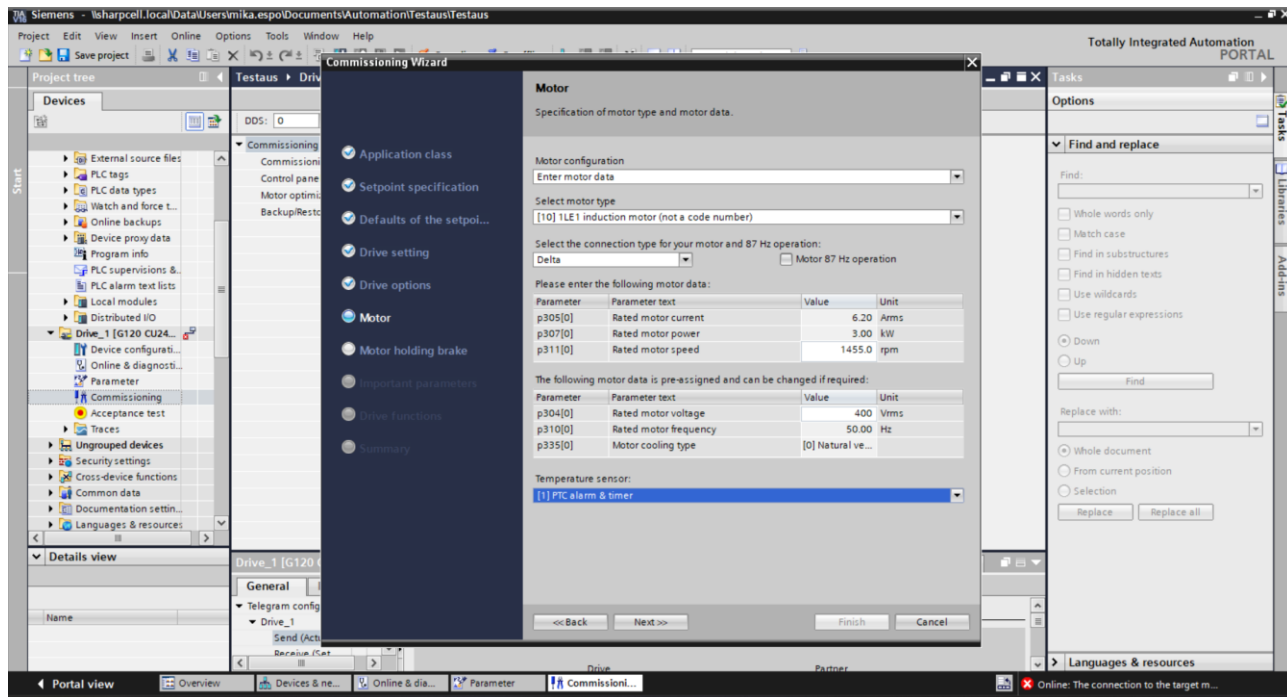 Siemens - \\sharpcell.local\Data\Users\mika.espo\Documents\Automation\Testaus\Testaus
Project Edit View Insert Online Options Tools Window Help
Save project
Totally Integrated Automation
PORTAL
Project tree
Devices
Start
External source files
PLC tags
PLC data types
Watch and force t...
Online backups
Device proxy data
Program info
PLC supervisions &..
PLC alarm text lists
Local modules
Distributed I/O
Drive_1 [G120 CU24...
Device configurati...
Online & diagnosti...
Parameter
Commissioning
Acceptance test
Traces
Ungrouped devices
Security settings
Cross-device functions
Common data
Documentation settin...
Languages & resources
Details view
Name
Testaus Driv
DDS: 0
Commissioning
Commissioni
Control pane
Motor optimi
Backup/Resto
Drive_1 [G120
General
Telegram config
Drive_1
Send (Actu
Receive (Set
Drive Partner
Commissioning Wizard
Application class
Setpoint specification
Defaults of the setpoi...
Drive setting
Drive options
Motor
Motor holding brake
Important parameters
Drive functions
Summary
Motor
Specification of motor type and motor data.
Motor configuration
Enter motor data
Select motor type
[10] 1LE1 induction motor (not a code number)
Select the connection type for your motor and 87 Hz operation:
Delta Motor 87 Hz operation
Please enter the following motor data:
Parameter Parameter text Value Unit
p305[0] Rated motor current 6.20 Arms
p307[0] Rated motor power 3.00 kW
p311[0] Rated motor speed 1455.0 rpm
The following motor data is pre-assigned and can be changed if required:
Parameter Parameter text Value Unit
p304[0] Rated motor voltage 400 Vrms
p310[0] Rated motor frequency 50.00 Hz
p335[0] Motor cooling type [0] Natural ve...
Temperature sensor:
[1] PTC alarm & timer
<<Back Next>> Finish Cancel
Tasks
Options
Find and replace
Find:
Whole words only
Match case
Find in substructures
Find in hidden texts
Use wildcards
Use regular expressions
Down
Up
Find
Replace with:
Whole document
From current position
Selection
Replace Replace all
Languages & resources
Tasks
Libraries
Add-ins
Portal view Overview Devices & ne... Online & dia... Parameter Commissioni... Online: The connection to the target m...